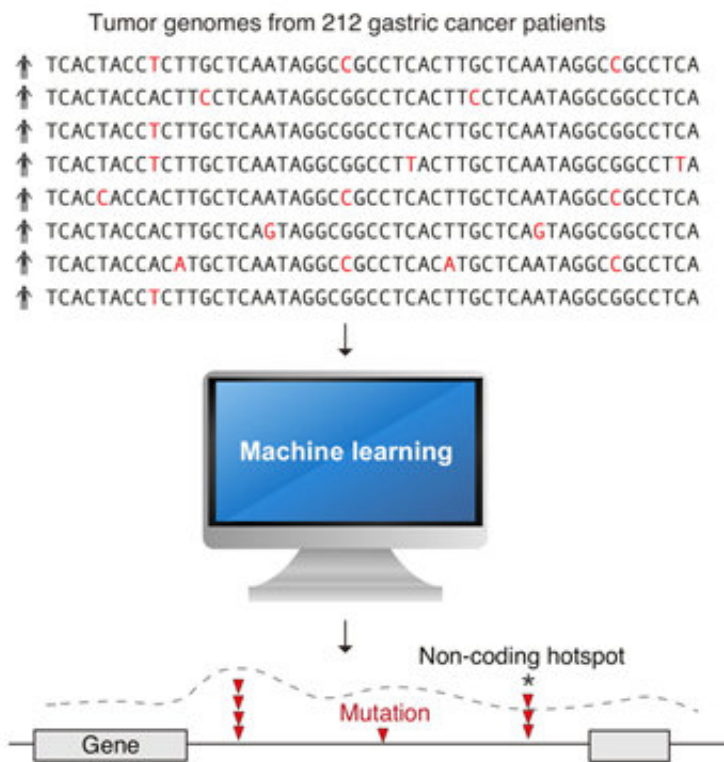 Tumor genomes from 212 gastric cancer patients
TCACTACCTCTTGCTCAATAGGCCGCCTCACTTGCTCAATAGGCCGCCTCA
TCACTACCACTTCCTCAATAGGCGGCCTCACTTCCTCAATAGGCGGCCTCA
TCACTACCTCTTGCTCAATAGGCGGCCTCACTTGCTCAATAGGCGGCCTCA
TCACTACCTCTTGCTCAATAGGCGGCCTTACTTGCTCAATAGGCGGCCTTA
TCACCACCACTTGCTCAATAGGCCGCCTCACTTGCTCAATAGGCCGCCTCA
TCACTACCACTTGCTCAGTAGGCGGCCTCACTTGCTCAGTAGGCGGCCTCA
TCACTACCACATGCTCAATAGGCCGCCTCACATGCTCAATAGGCCGCCTCA
TCACTACCTCTTGCTCAATAGGCGGCCTCACTTGCTCAATAGGCGGCCTCA
Machine learning
Non-coding hotspot
*
Mutation
Gene